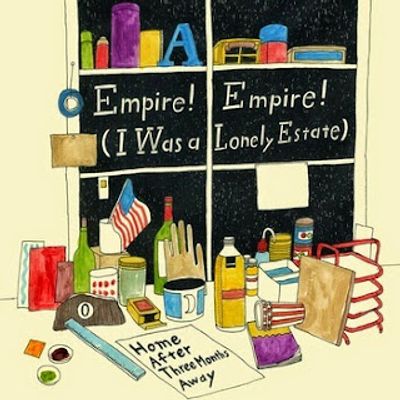 A
Empire! Empire!
(I Was a Lonely Estate)
O
Home
After
Three Months
Away